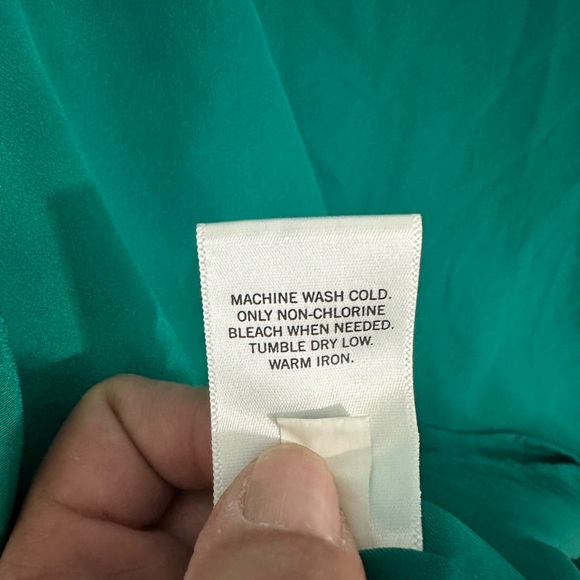 MACHINE WASH COLD.
ONLY NON-CHLORINE
BLEACH WHEN NEEDED.
TUMBLE DRY LOW.
WARM IRON.